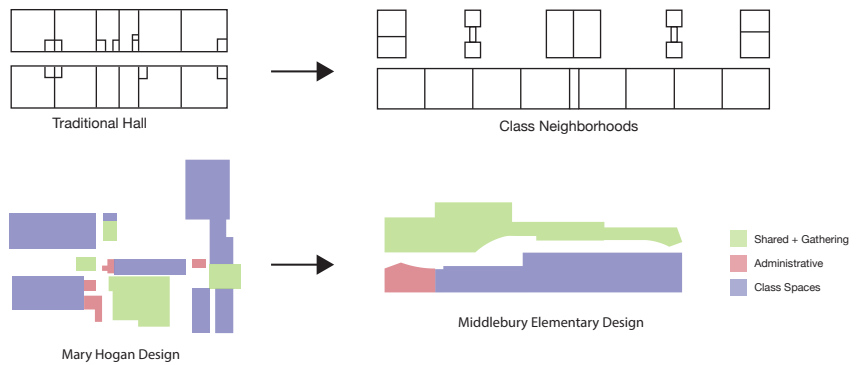 Traditional Hall
Class Neighborhoods
Shared + Gathering
Administrative
Class Spaces
Middlebury Elementary Design
Mary Hogan Design